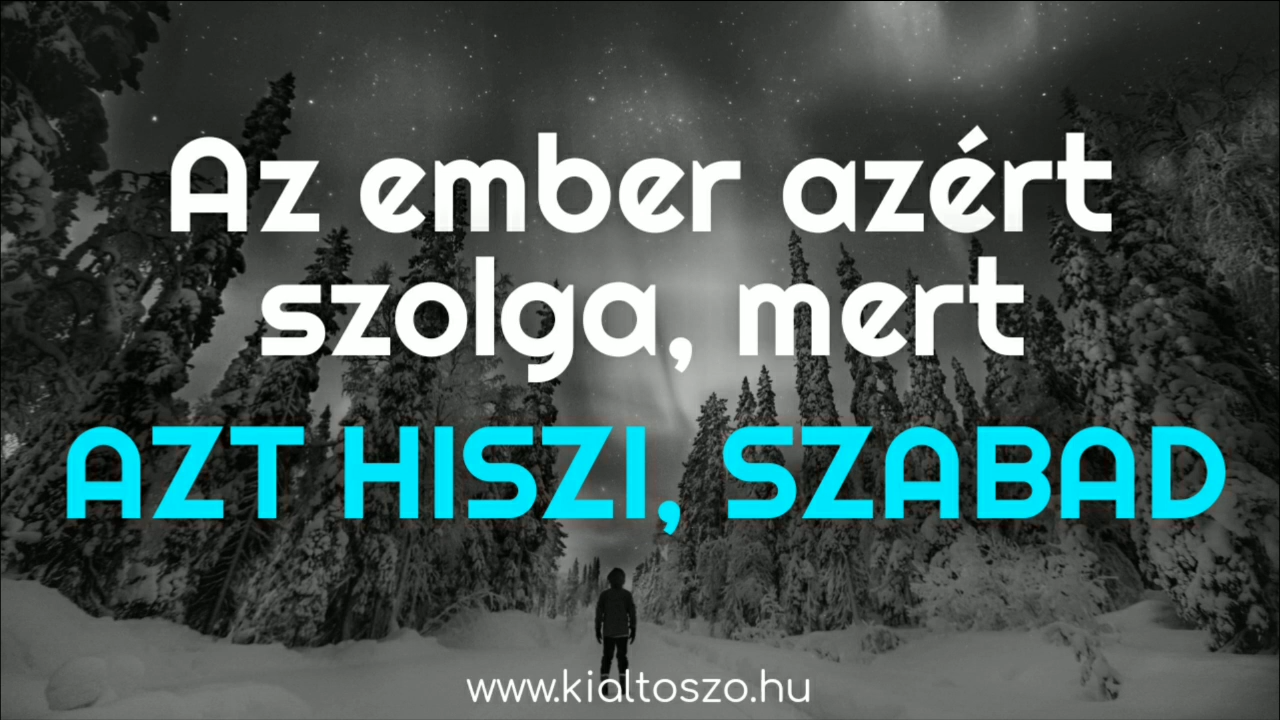 Az ember azért
szolga, mert
AZT HISZI, SZABAD
www.kialtoszo.hu